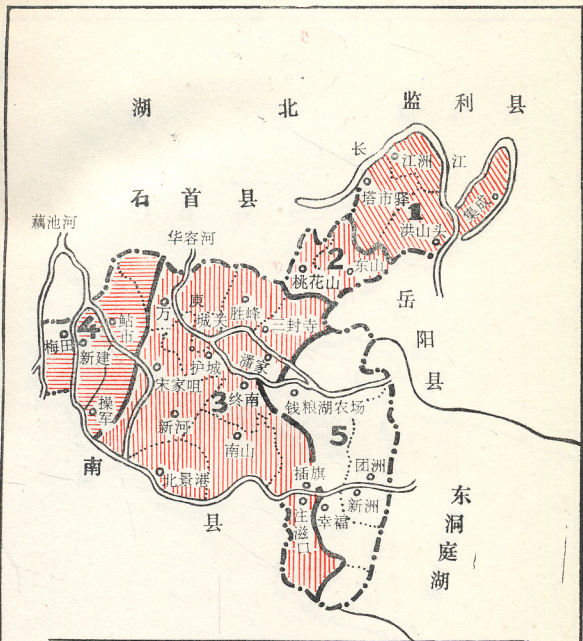 湖北
监利县
长江
江洲
塔市驿
集成
1
洪山头
石首县
藕池河
华容河
2
东山
桃花山
岳阳县
万庾
胜峰
城关
三封寺
4
鲇市
梅田
新建
护城
潘家
宋家咀
3
终南
钱粮湖农场
操军
新河
5
南山
团洲
南县
北景港
插旗
新洲
注滋口
幸福
东洞庭湖